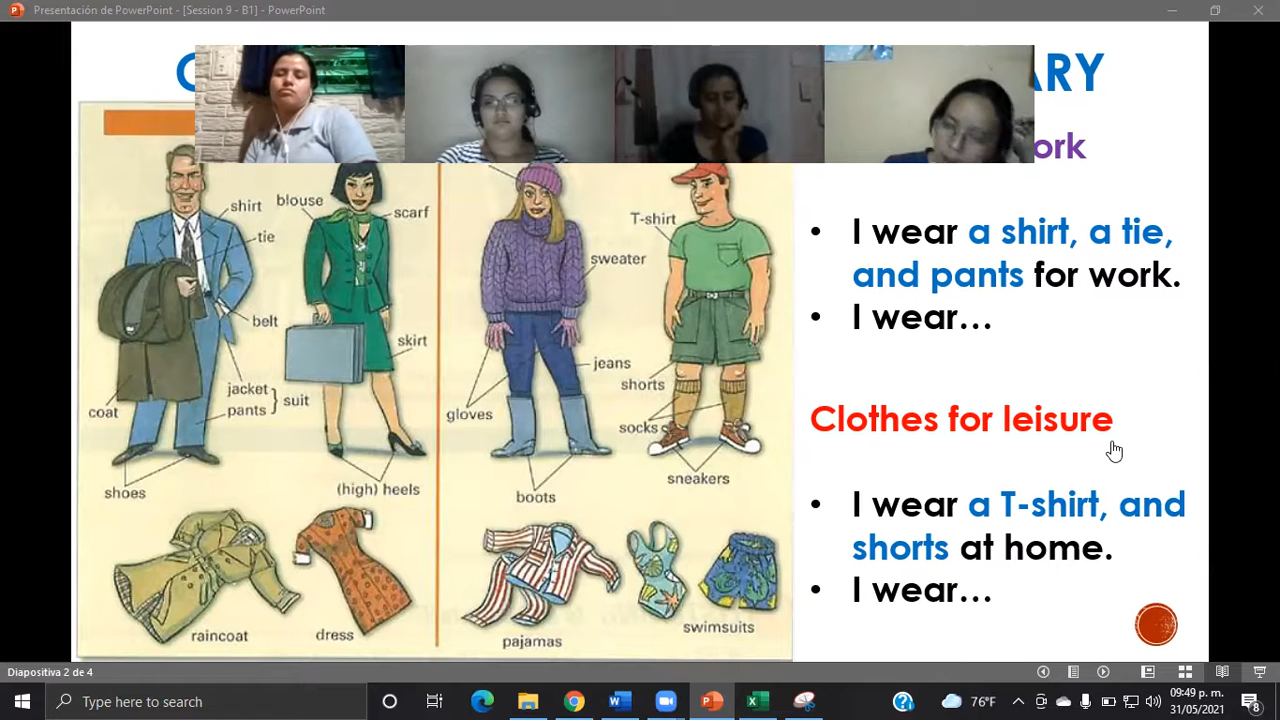 Presentación de PowerPoint - [Session 9 - B1] - PowerPoint
ARY
ork
shirt
blouse
scarf
tie
belt
skirt
jacket
pants
suit
coat
shoes
(high) heels
raincoat
dress
T-shirt
sweater
jeans
shorts
gloves
socks
boots
sneakers
pajamas
swimsuits
• I wear a shirt, a tie,
and pants for work.
• I wear…
Clothes for leisure
• I wear a T-shirt, and
shorts at home.
• I wear…
Diapositiva 2 de 4
Type here to search
76°F
09:49 p. m.
31/05/2021
8